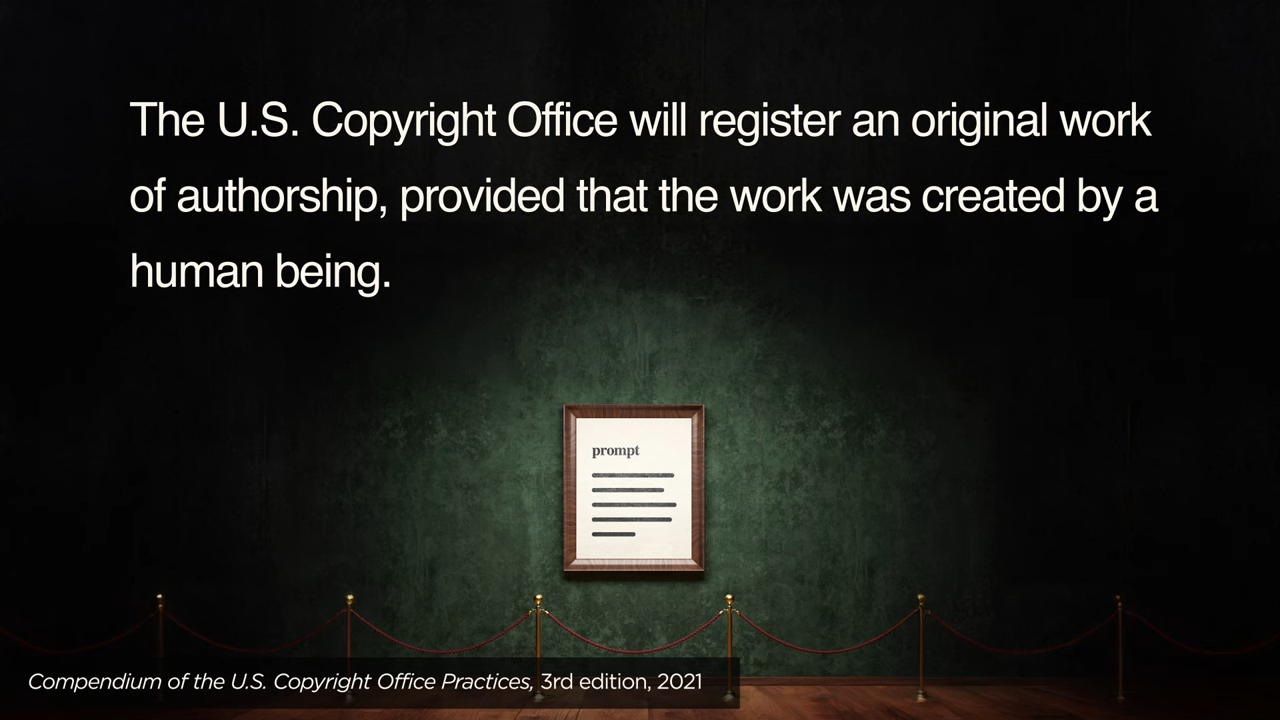 The U.S. Copyright Office will register an original work
of authorship, provided that the work was created by a
human being.
prompt
Compendium of the U.S. Copyright Office Practices, 3rd edition, 2021